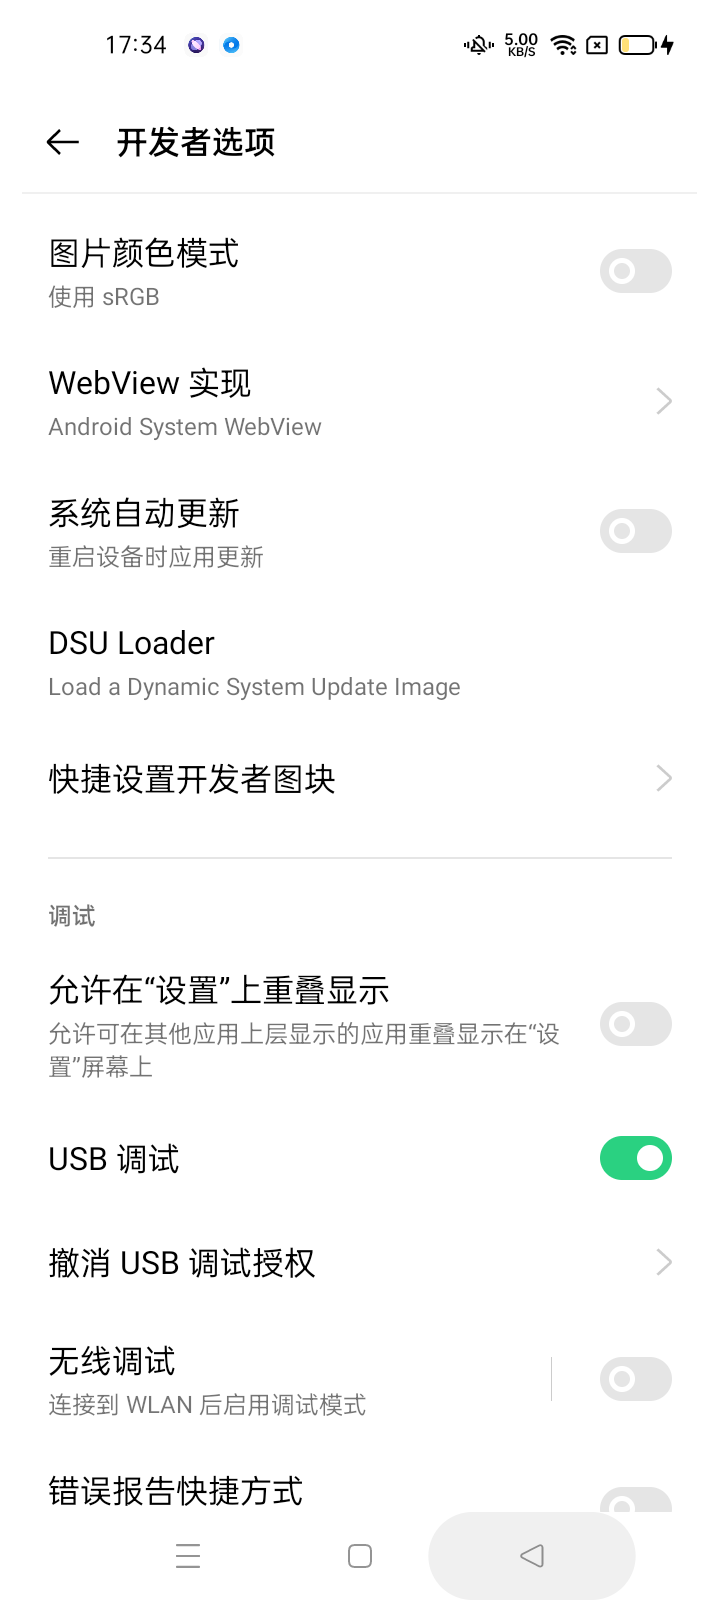 17:34
5.00
KB/S
开发者选项
图片颜色模式
使用 sRGB
WebView 实现
Android System WebView
系统自动更新
重启设备时应用更新
DSU Loader
Load a Dynamic System Update Image
快捷设置开发者图块
调试
允许在“设置”上重叠显示
允许可在其他应用上层显示的应用重叠显示在“设
置”屏幕上
USB 调试
撤消 USB 调试授权
无线调试
连接到 WLAN 后启用调试模式
错误报告快捷方式